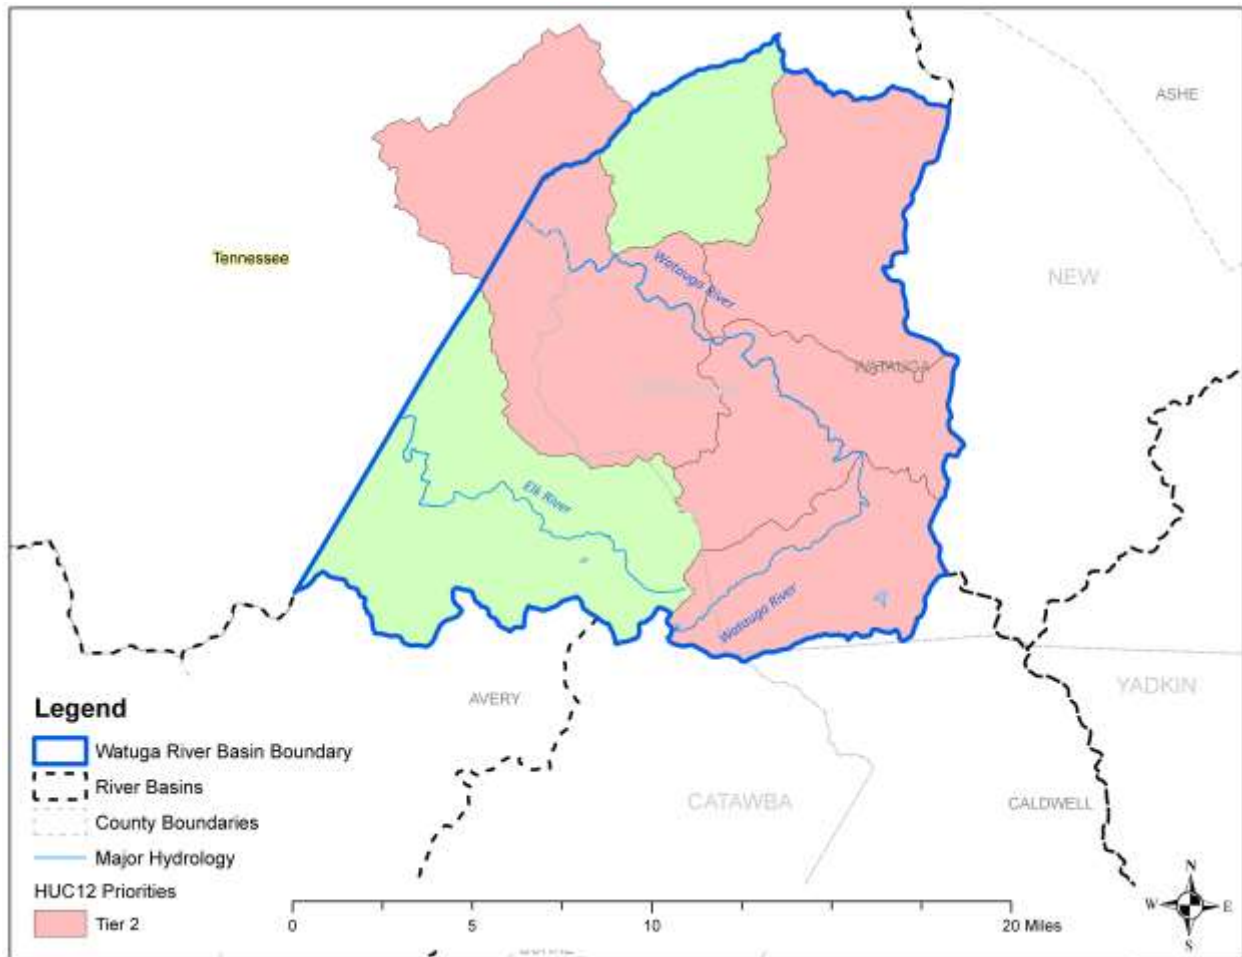 ASHE
Tennessee
Watauga River
NEW
WATAUGA
Elk River
Watauga River
AVERY
YADKIN
CATAWBA
CALDWELL
Legend
Watuga River Basin Boundary
River Basins
County Boundaries
Major Hydrology
HUC12 Priorities
Tier 2
0 5 10 20 Miles
N
W E
S